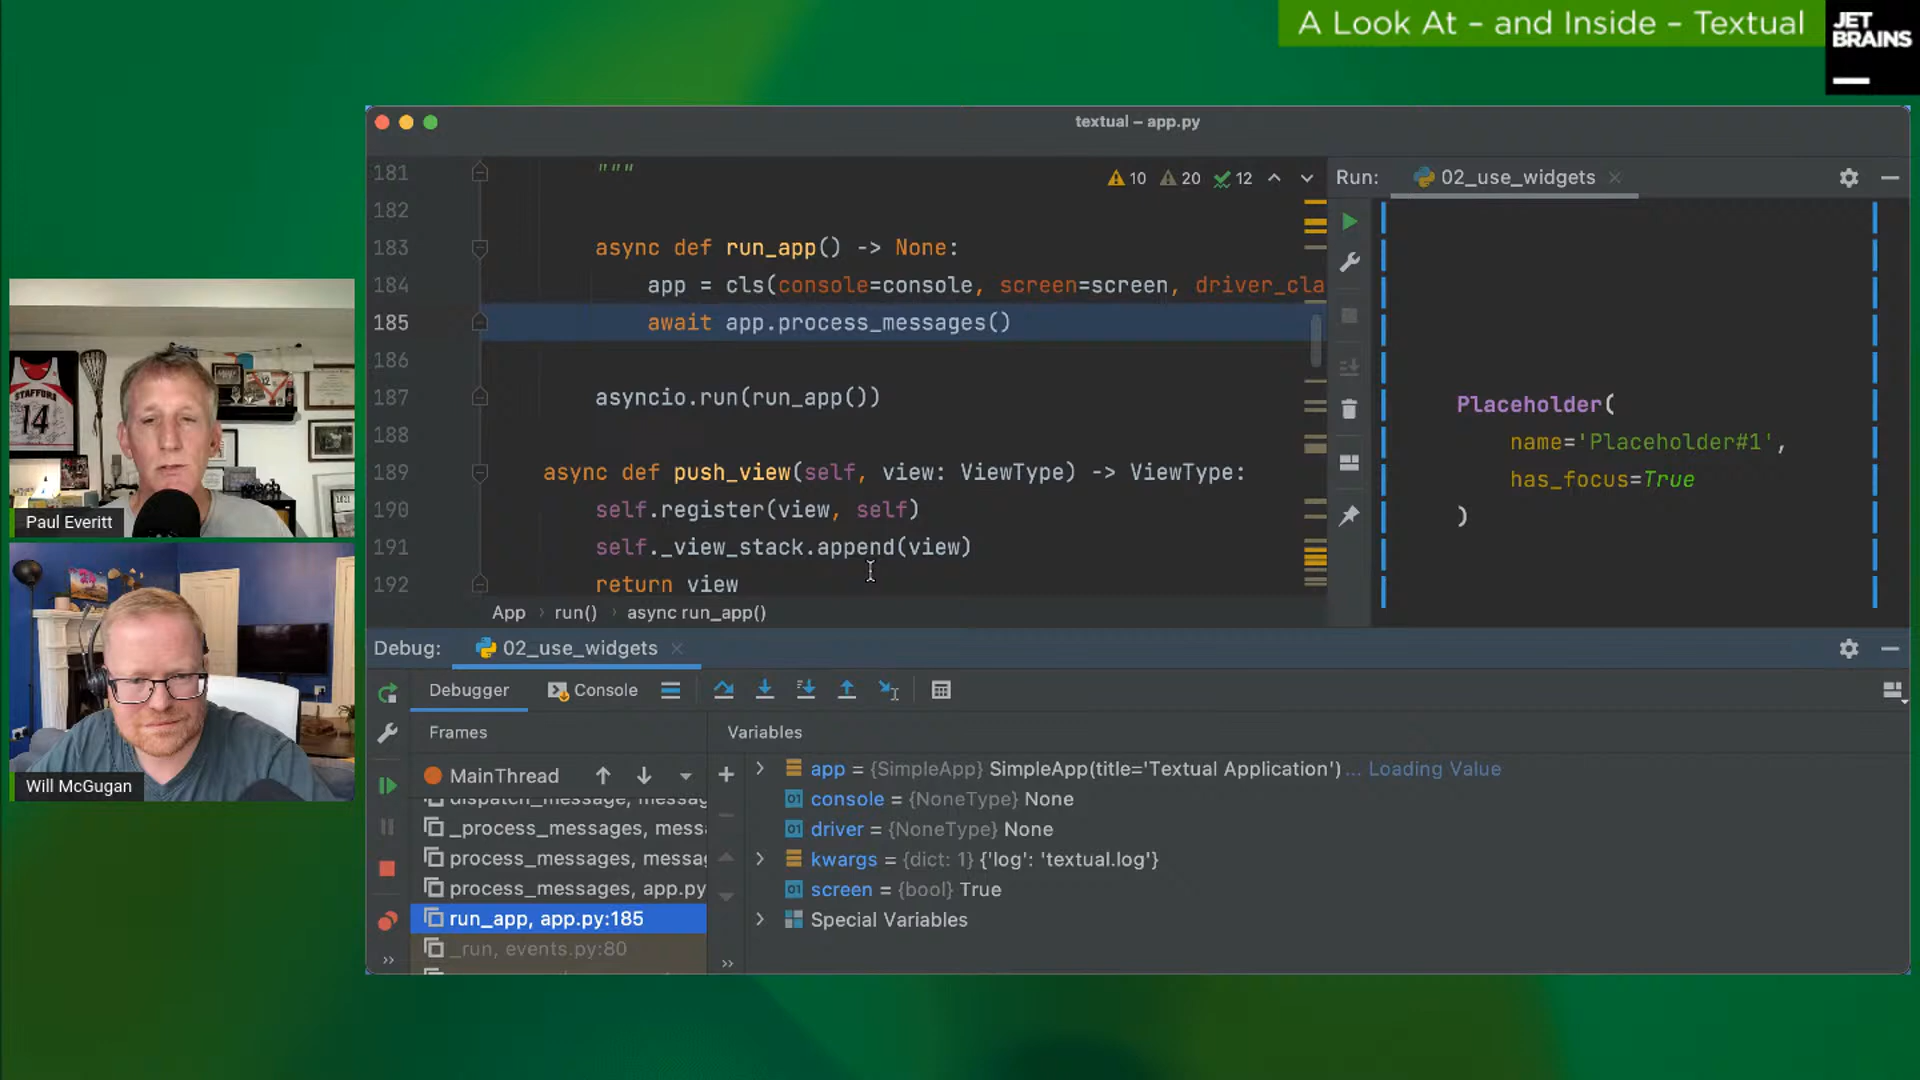 A Look At – and Inside – Textual
JET
BRAINS
textual – app.py
181
"""
10
20
12
Run:
02_use_widgets
182
183
async def run_app() -> None:
184
app = cls(console=console, screen=screen, driver_cla
185
await app.process_messages()
186
187
asyncio.run(run_app())
188
189
async def push_view(self, view: ViewType) -> ViewType:
190
self.register(view, self)
191
self._view_stack.append(view)
192
return view
Placeholder(
name='Placeholder#1',
has_focus=True
)
App
run()
async run_app()
STAFFORD
14
Paul Everitt
Will McGugan
Debug:
02_use_widgets
Debugger
Console
Frames
Variables
MainThread
dispatch_message, messag
_process_messages, mess
process_messages, messa
process_messages, app.py
run_app, app.py:185
_run, events.py:80
app = {SimpleApp} SimpleApp(title='Textual Application')... Loading Value
console = {NoneType} None
driver = {NoneType} None
kwargs = {dict: 1} {'log': 'textual.log'}
screen = {bool} True
Special Variables